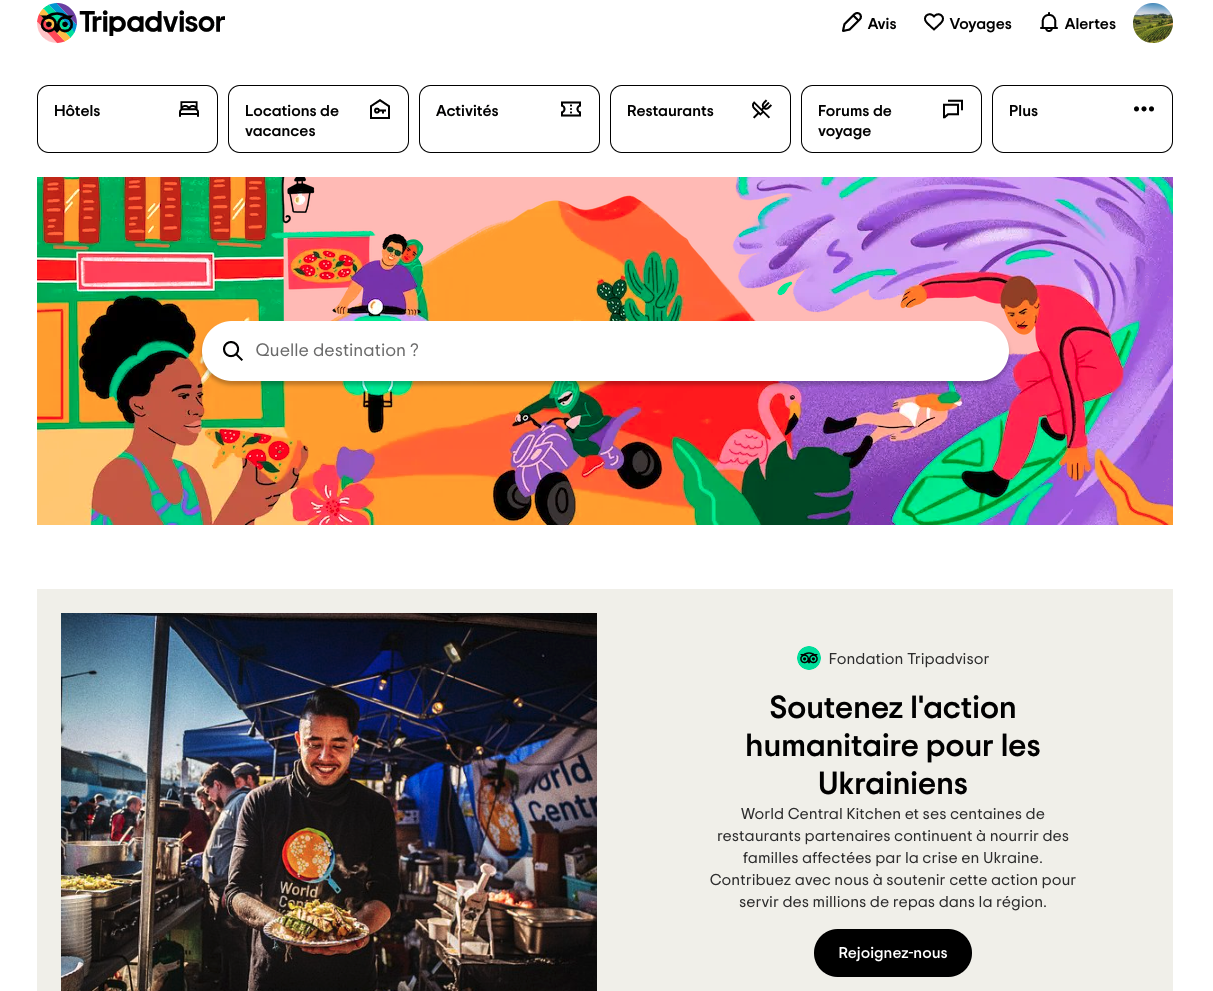 Tripadvisor
Avis
Voyages
Alertes
Hôtels
Locations de
vacances
Activités
Restaurants
Forums de
voyage
Plus
Quelle destination ?
World
Centr
World
Fondation Tripadvisor
Soutenez l'action
humanitaire pour les
Ukrainiens
World Central Kitchen et ses centaines de
restaurants partenaires continuent à nourrir des
familles affectées par la crise en Ukraine.
Contribuez avec nous à soutenir cette action pour
servir des millions de repas dans la région.
Rejoignez-nous